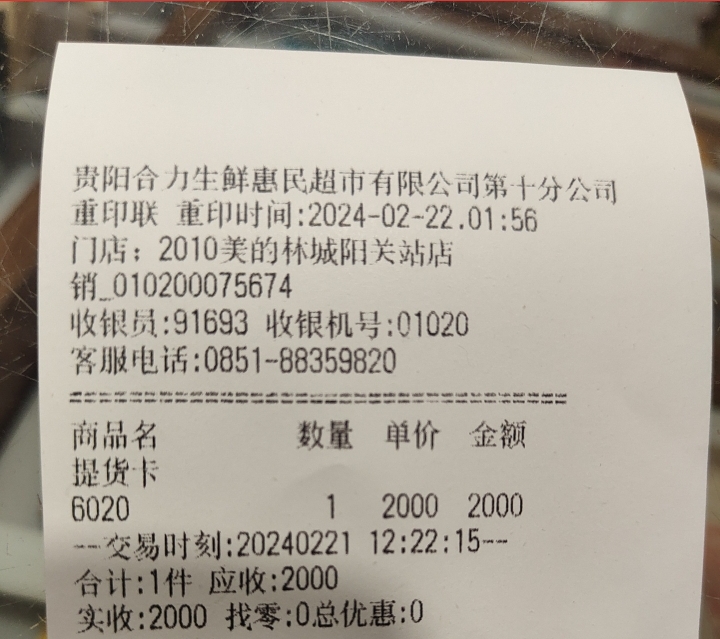 贵阳合力生鲜惠民超市有限公司第十分公司
重印联 重印时间:2024-02-22.01:56
门店：2010美的林城阳关站店
销_010200075674
收银员:91693 收银机号:01020
客服电话:0851-88359820
商品名 数量 单价 金额
提货卡
6020 1 2000 2000
--交易时刻:20240221 12:22:15--
合计:1件 应收:2000
实收:2000 找零:0总优惠:0